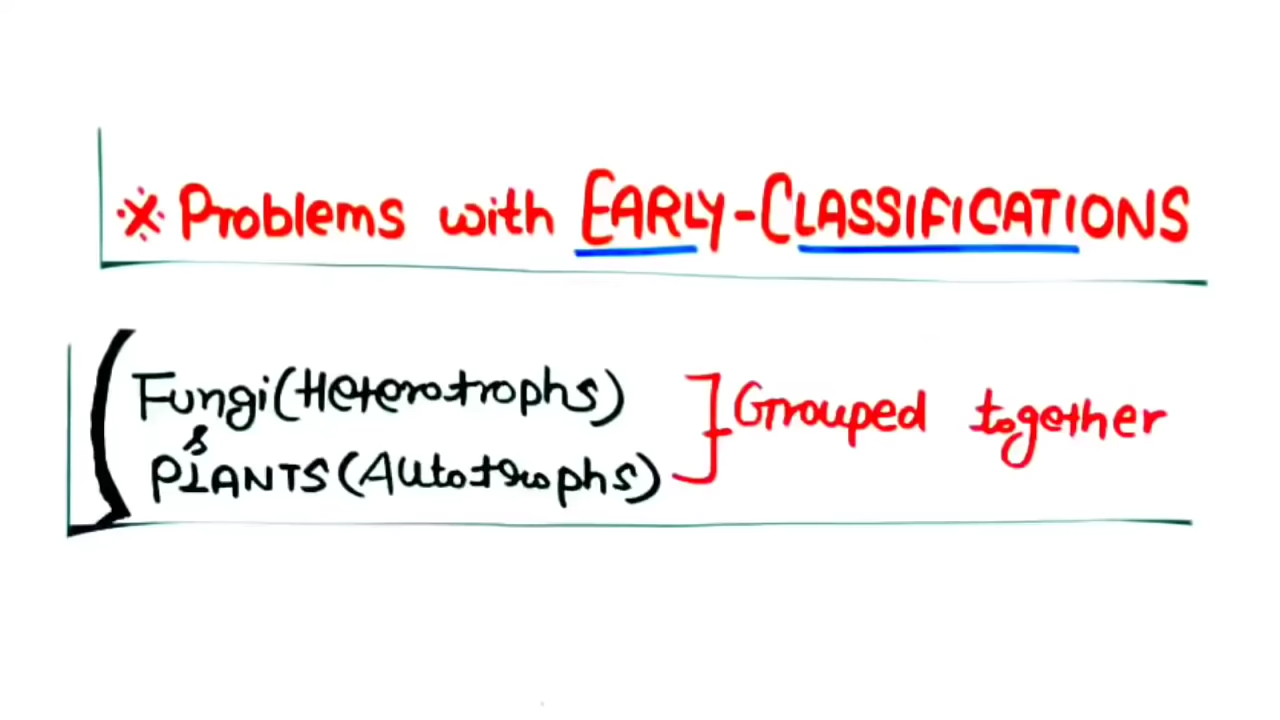 ※ Problems with EARLY-CLASSIFICATIONS
Fungi (Heterotrophs)
&
PLANTS (Autotrophs)
Grouped together